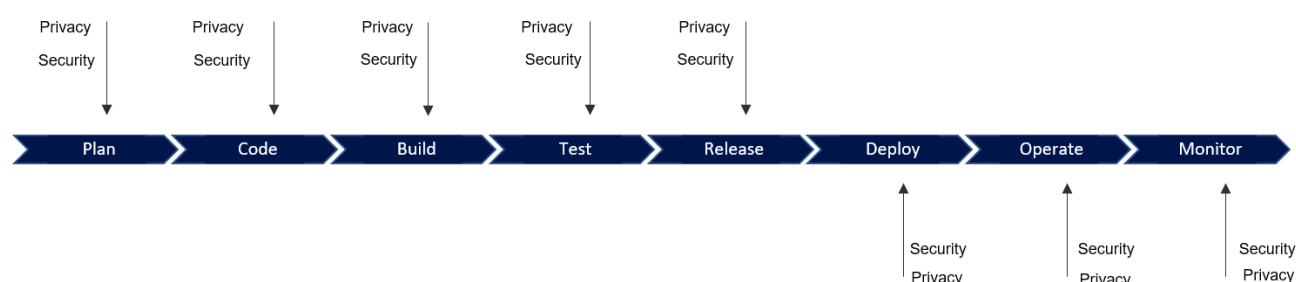 Privacy Privacy Privacy Privacy Privacy
Security Security Security Security Security
Plan Code Build Test Release Deploy Operate Monitor
Security Security Security
Privacy Privacy Privacy